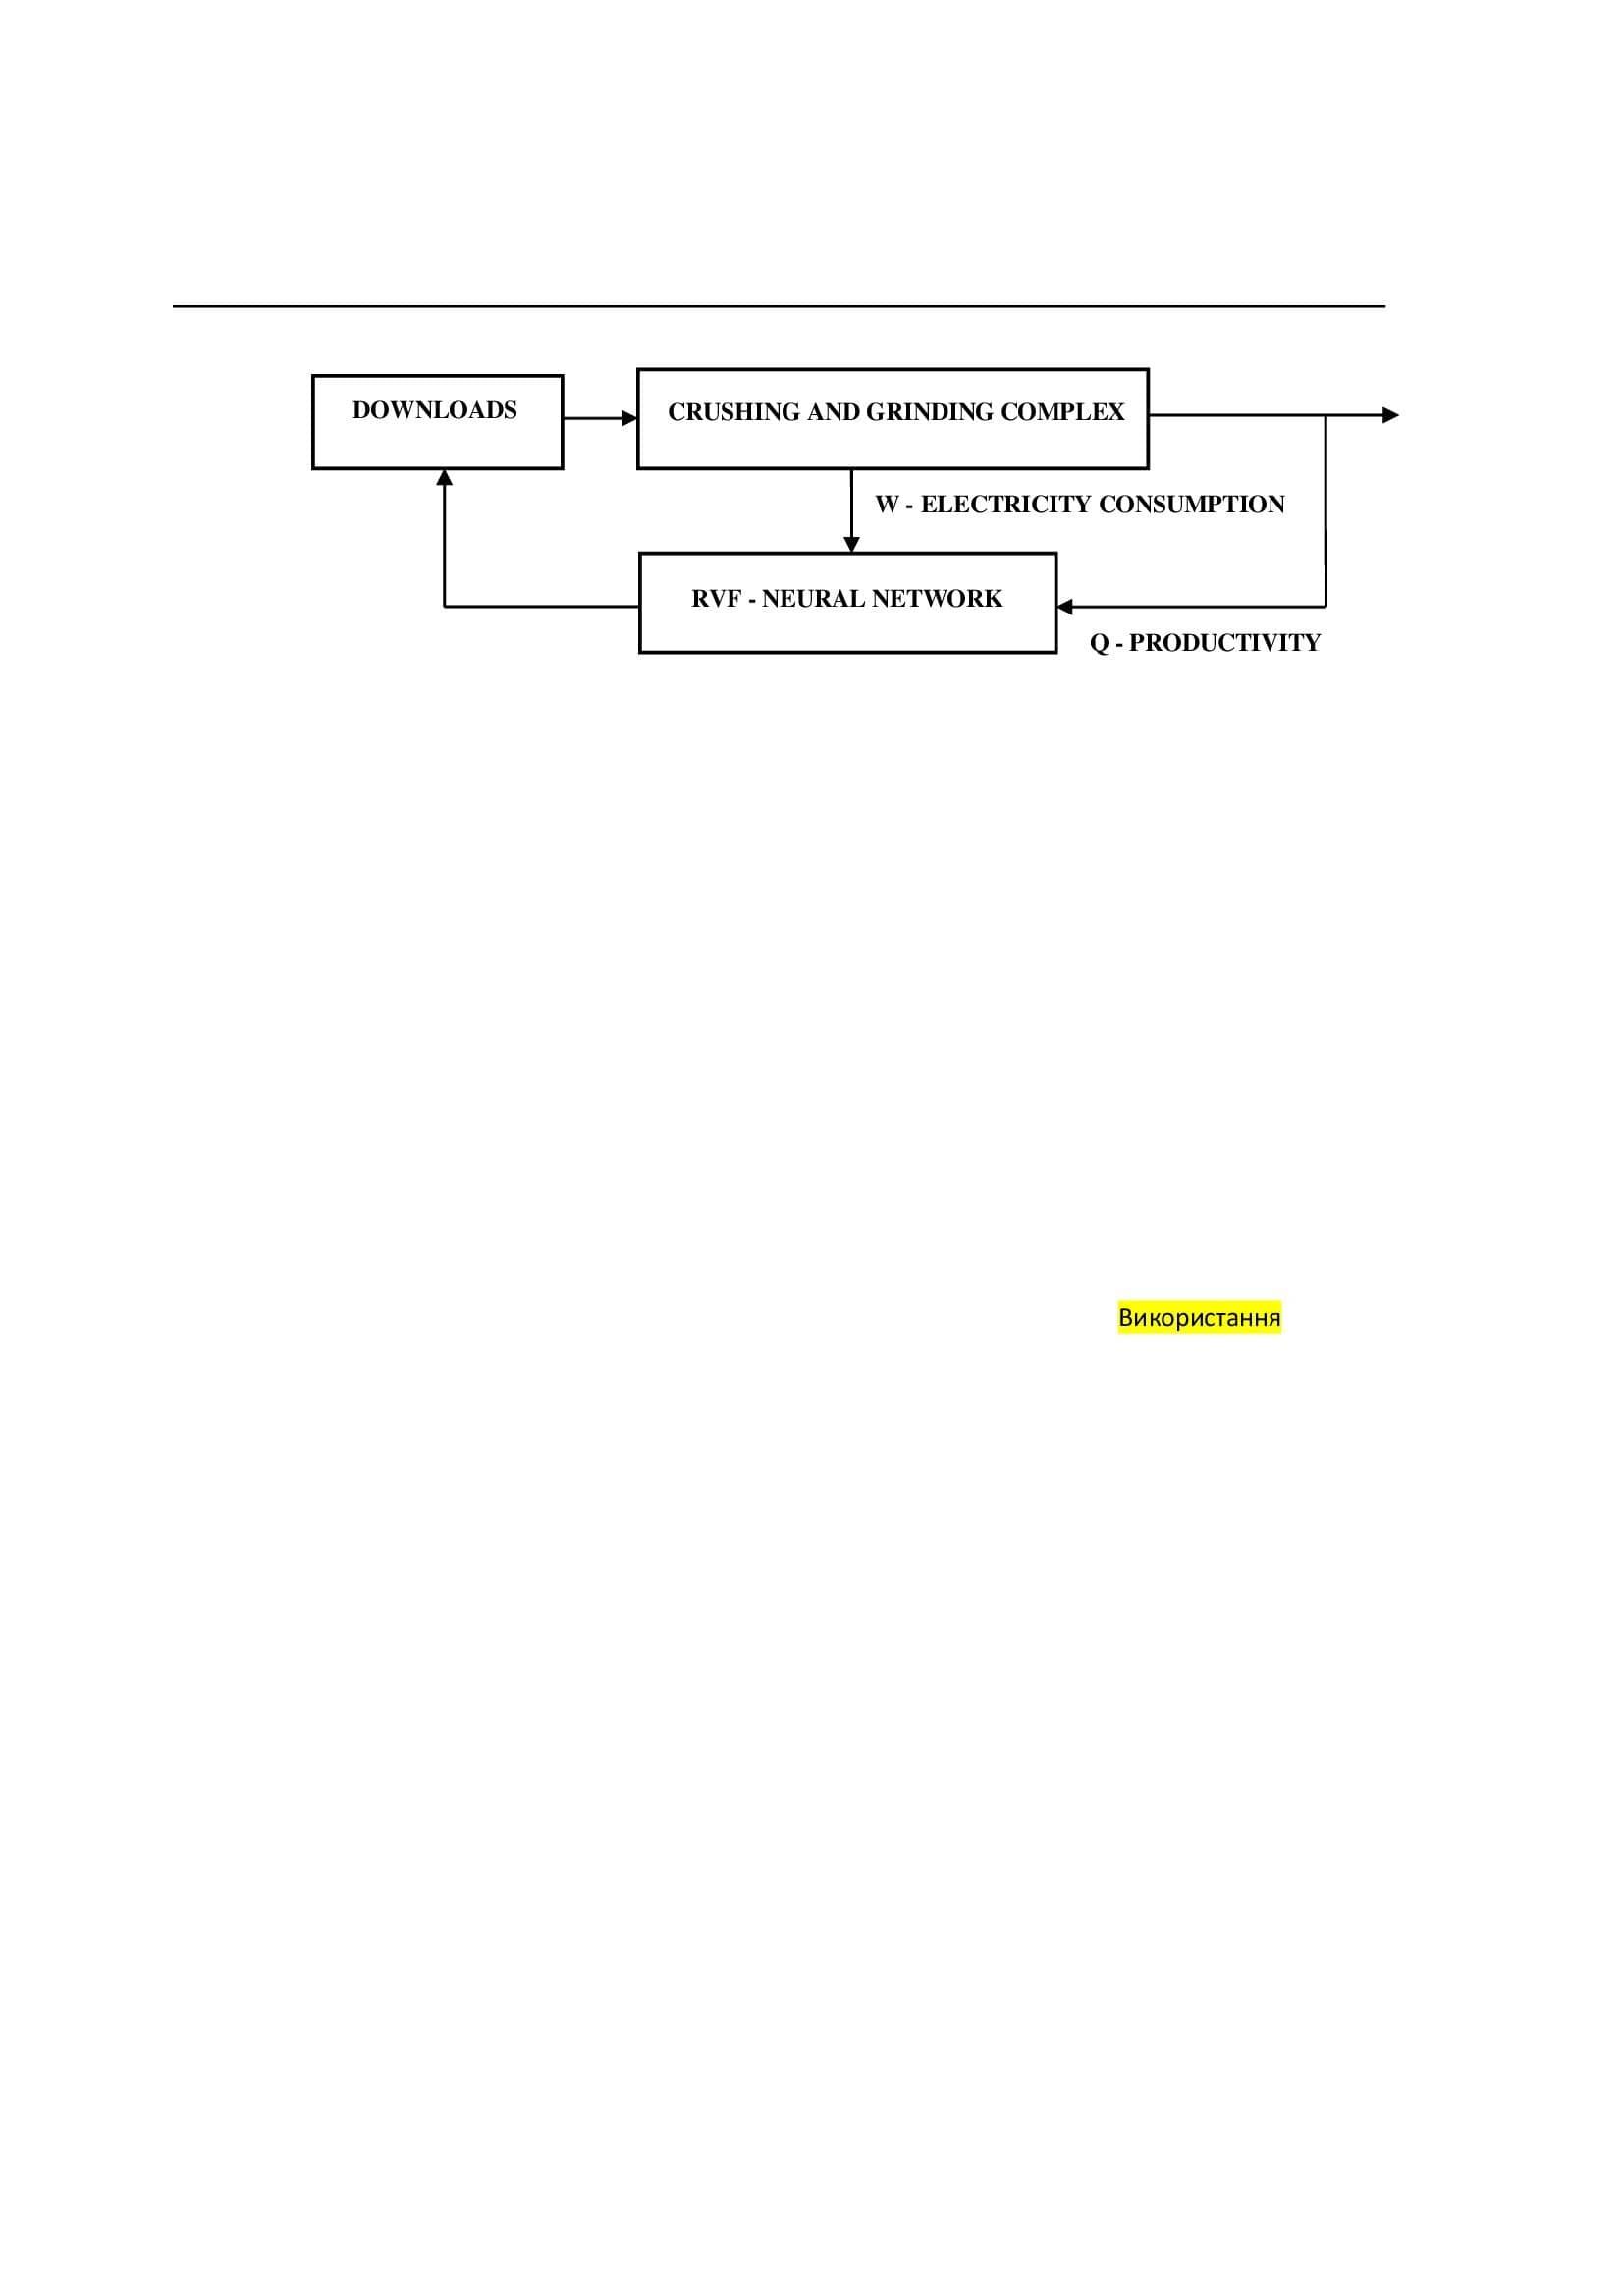 DOWNLOADS
CRUSHING AND GRINDING COMPLEX
W - ELECTRICITY CONSUMPTION
RVF - NEURAL NETWORK
Q - PRODUCTIVITY
Використання